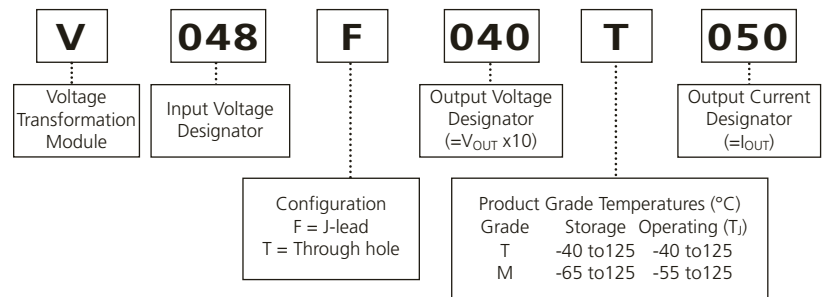 V 048 F 040 T 050
Voltage
Transformation
Module
Input Voltage
Designator
Output Voltage
Designator
(=VOUT x10)
Output Current
Designator
(=IOUT)
Configuration
F = J-lead
T = Through hole
Product Grade Temperatures (°C)
Grade Storage Operating (TJ)
T -40 to125 -40 to125
M -65 to125 -55 to125